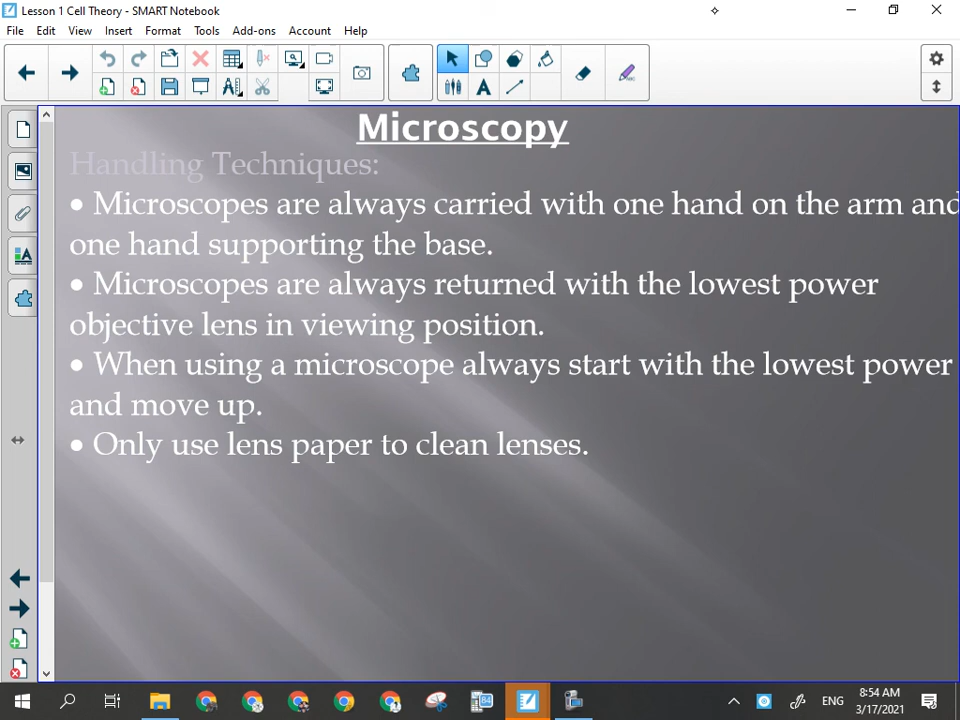 Lesson 1 Cell Theory - SMART Notebook
File Edit View Insert Format Tools Add-ons Account Help
Microscopy
Handling Techniques:
• Microscopes are always carried with one hand on the arm and
one hand supporting the base.
• Microscopes are always returned with the lowest power
objective lens in viewing position.
• When using a microscope always start with the lowest power
and move up.
• Only use lens paper to clean lenses.
ENG
8:54 AM
3/17/2021